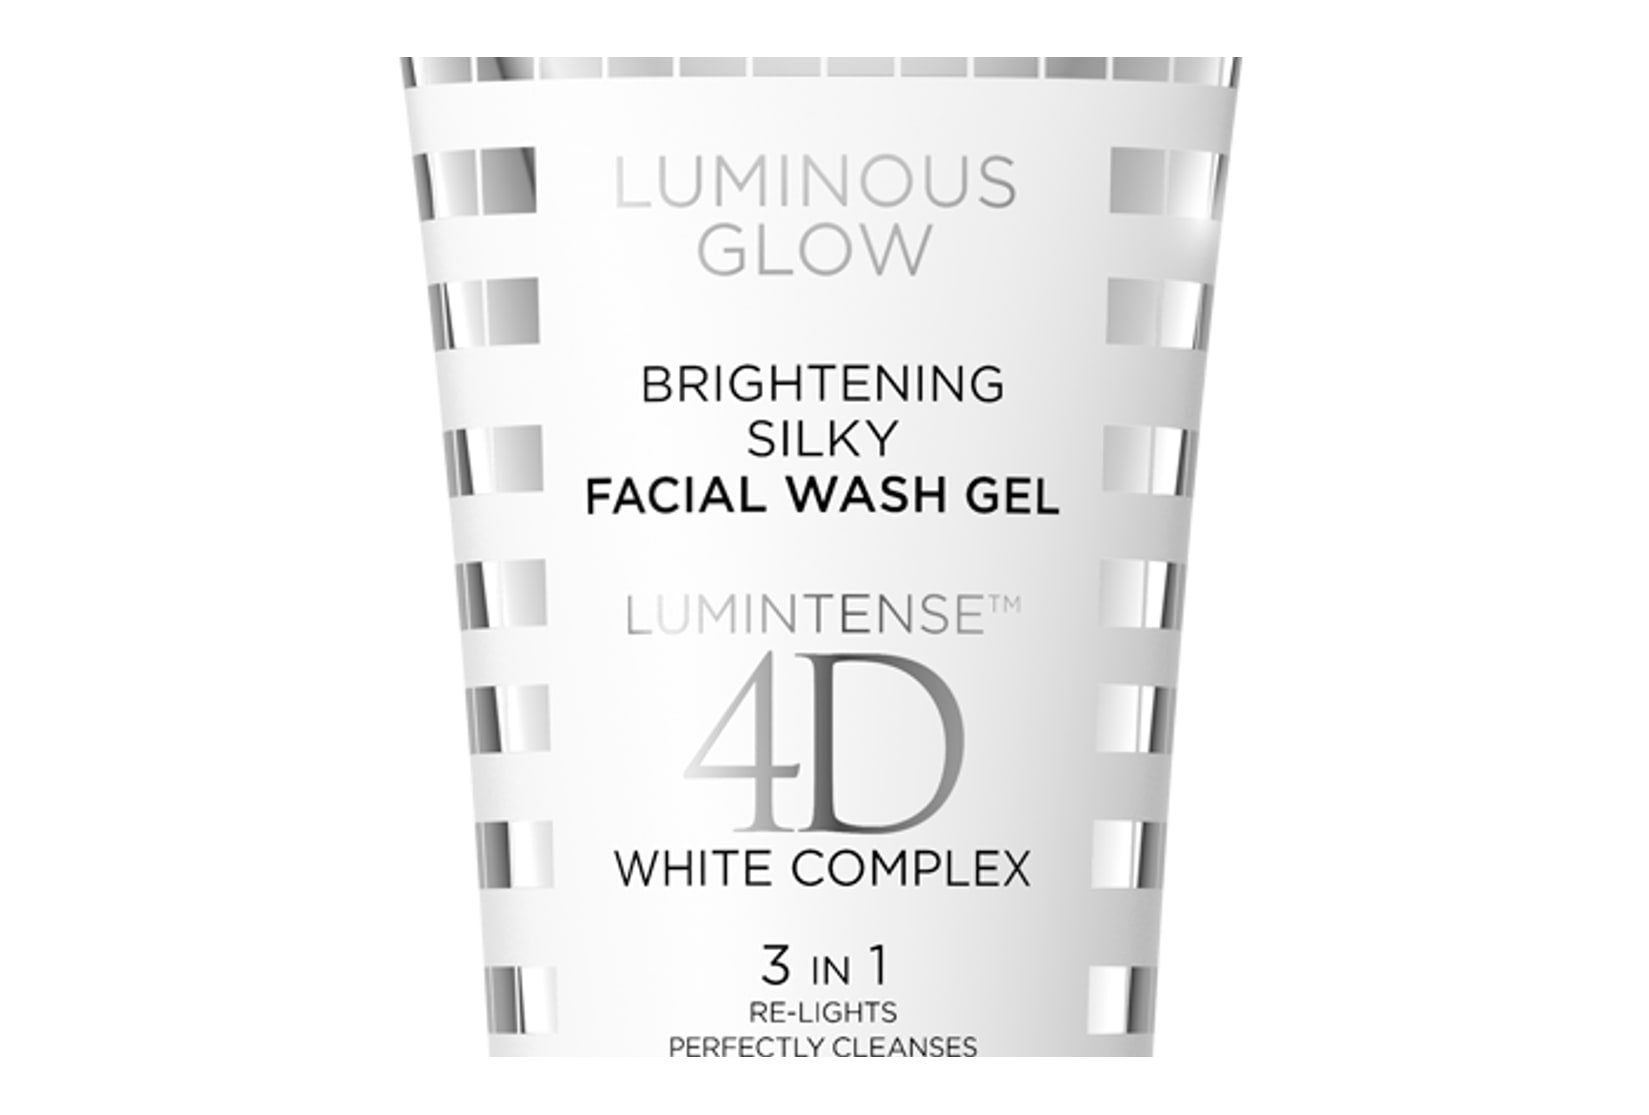 LUMINOUS
GLOW
BRIGHTENING
SILKY
FACIAL WASH GEL
LUMINTENSE™
4D
WHITE COMPLEX
3 IN 1
RE-LIGHTS
PERFECTLY CLEANSES